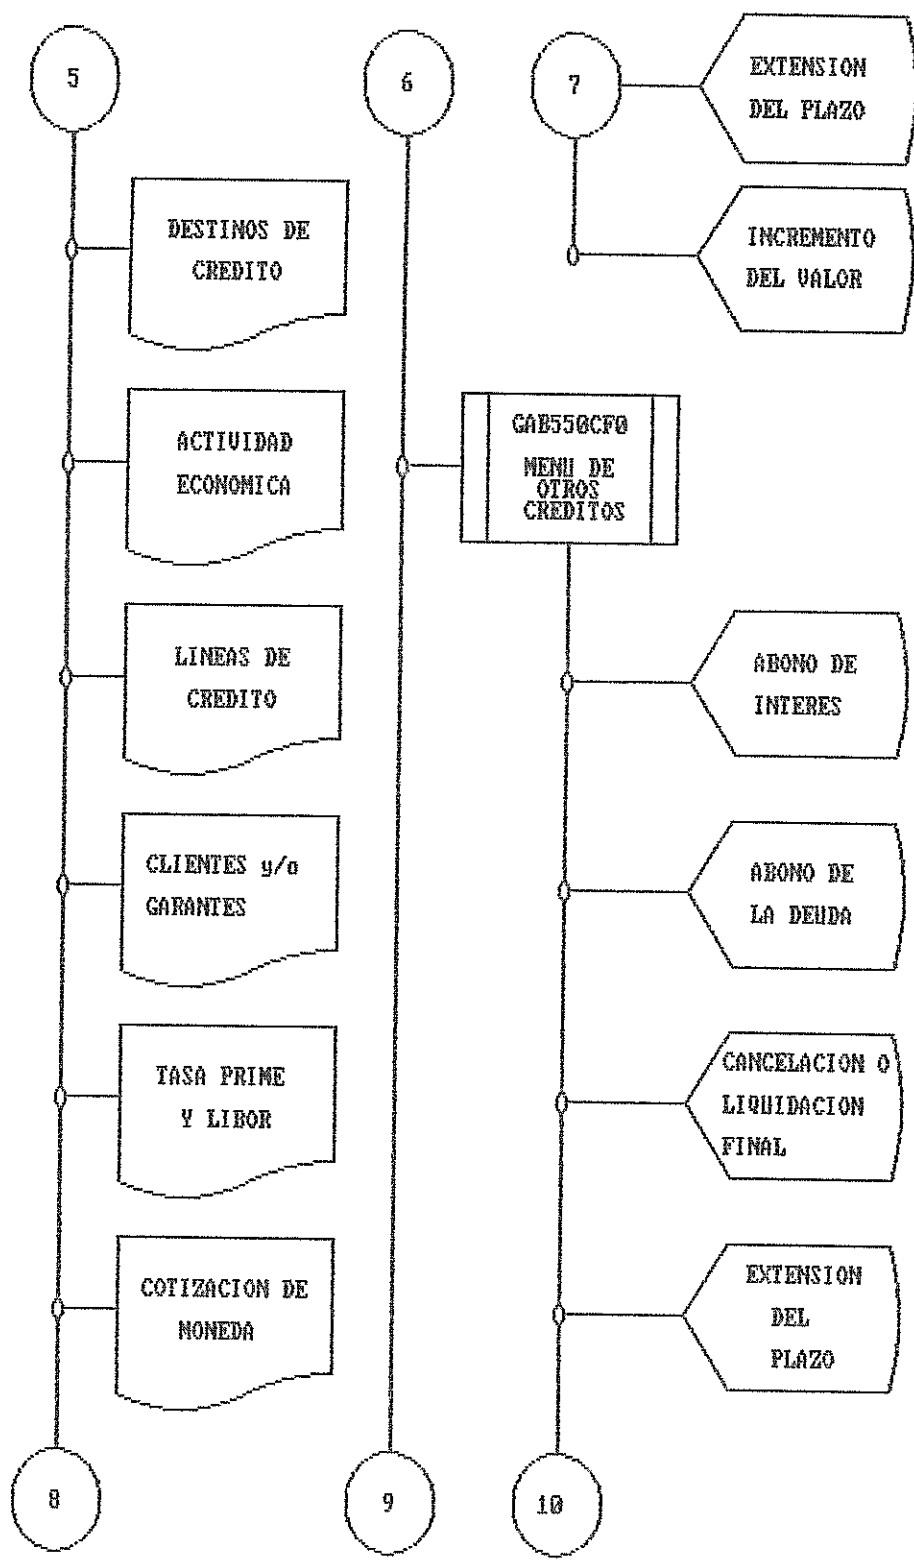 5
DESTINOS DE
CREDITO
ACTIVIDAD
ECONOMICA
LINEAS DE
CREDITO
CLIENTES y/o
GARANTES
TASA PRIME
Y LIBOR
COTIZACION DE
MONEDA
8
6
GAB550CF0
MENU DE
OTROS
CREDITOS
9
7
EXTENSION
DEL PLAZO
INCREMENTO
DEL VALOR
ABONO DE
INTERES
ABONO DE
LA DEUDA
CANCELACION O
LIQUIDACION
FINAL
EXTENSION
DEL
PLAZO
10